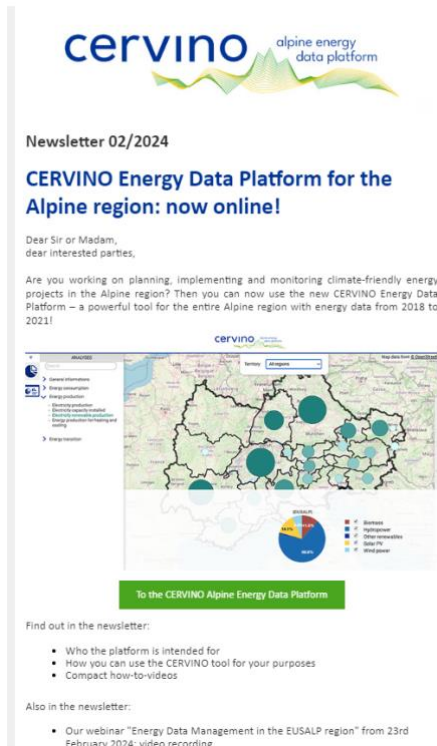 cervino
alpine energy
data platform
Newsletter 02/2024
CERVINO Energy Data Platform for the
Alpine region: now online!
Dear Sir or Madam,
dear interested parties,
Are you working on planning, implementing and monitoring climate-friendly energy
projects in the Alpine region? Then you can now use the new CERVINO Energy Data
Platform – a powerful tool for the entire Alpine region with energy data from 2018 to
2021!
cervino
ANALYSES
Territory All regions
Map data from © OpenStreet
General informations
Energy consumption
Energy production
Electricity production
Electricity capacity installed
Electricity renewable production
Energy production for heating and
cooling
Energy transition
EUSALP
Biomass
Hydropower
Other renewables
Solar PV
Wind power
To the CERVINO Alpine Energy Data Platform
Find out in the newsletter:
• Who the platform is intended for
• How you can use the CERVINO tool for your purposes
• Compact how-to-videos
Also in the newsletter:
• Our webinar "Energy Data Management in the EUSALP region" from 23rd
February 2024: video recording